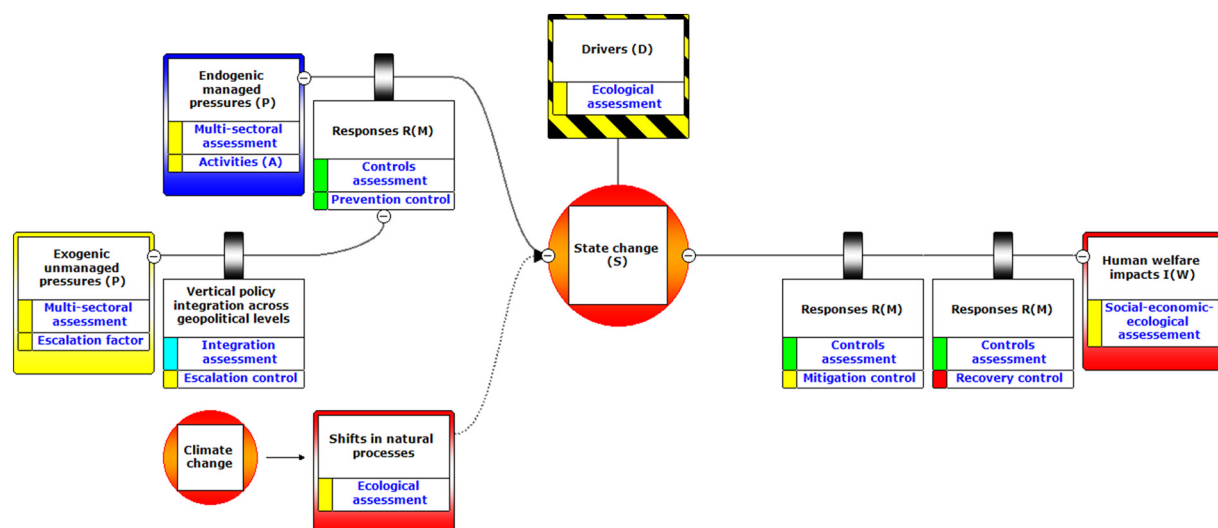 Drivers (D)
Ecological
assessment
Endogenic
managed
pressures (P)
Multi-sectoral
assessment
Activities (A)
Responses R(M)
Controls
assessment
Prevention control
Exogenic
unmanaged
pressures (P)
Multi-sectoral
assessment
Escalation factor
Vertical policy
integration across
geopolitical levels
Integration
assessment
Escalation control
State change
(S)
Responses R(M)
Controls
assessment
Mitigation control
Responses R(M)
Controls
assessment
Recovery control
Human welfare
impacts I(W)
Social-economic-
ecological
assessement
Climate
change
Shifts in natural
processes
Ecological
assessment